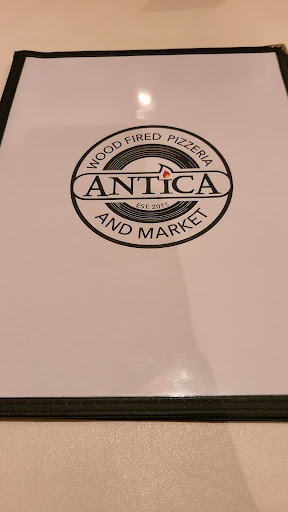 WOOD FIRED PIZZERIA
ANTICA
EST. 2015
AND MARKET